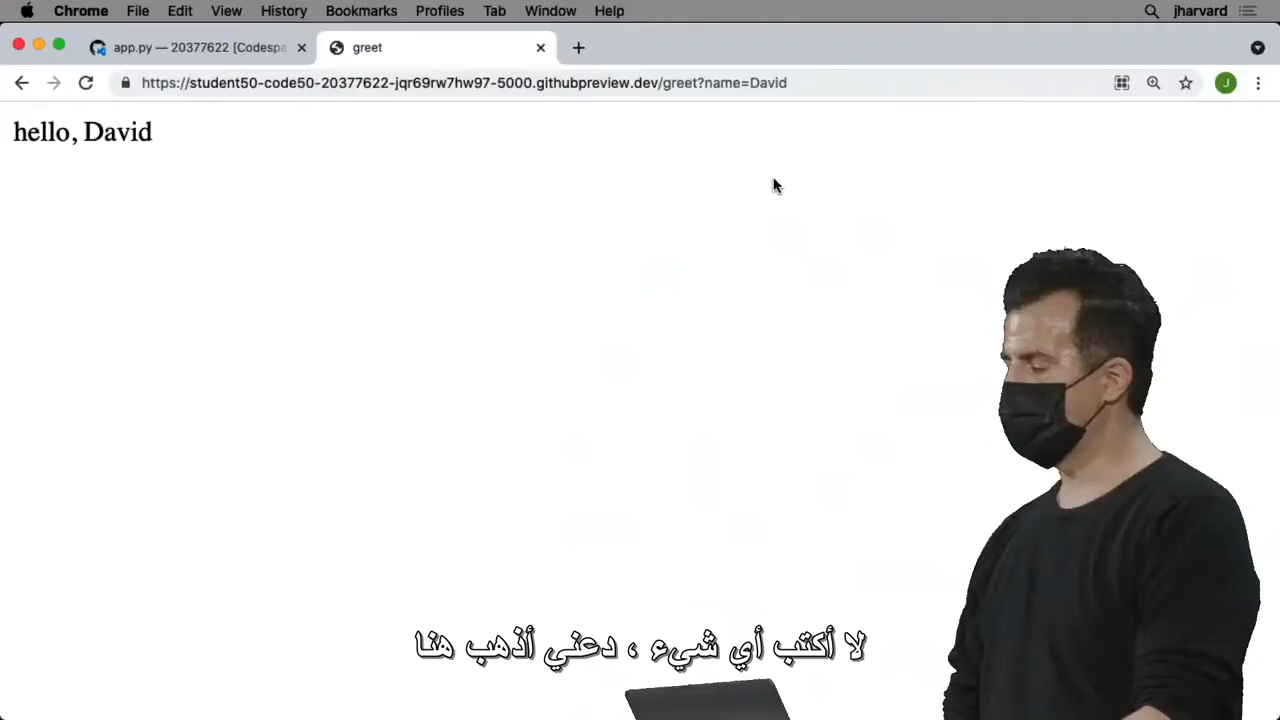 Chrome File Edit View History Bookmarks Profiles Tab Window Help jharvard
app.py — 20377622 [Codespa greet
https://student50-code50-20377622-jqr69rw7hw97-5000.githubpreview.dev/greet?name=David J
hello, David
لا أكتب أي شيء ، دعني أذهب هنا